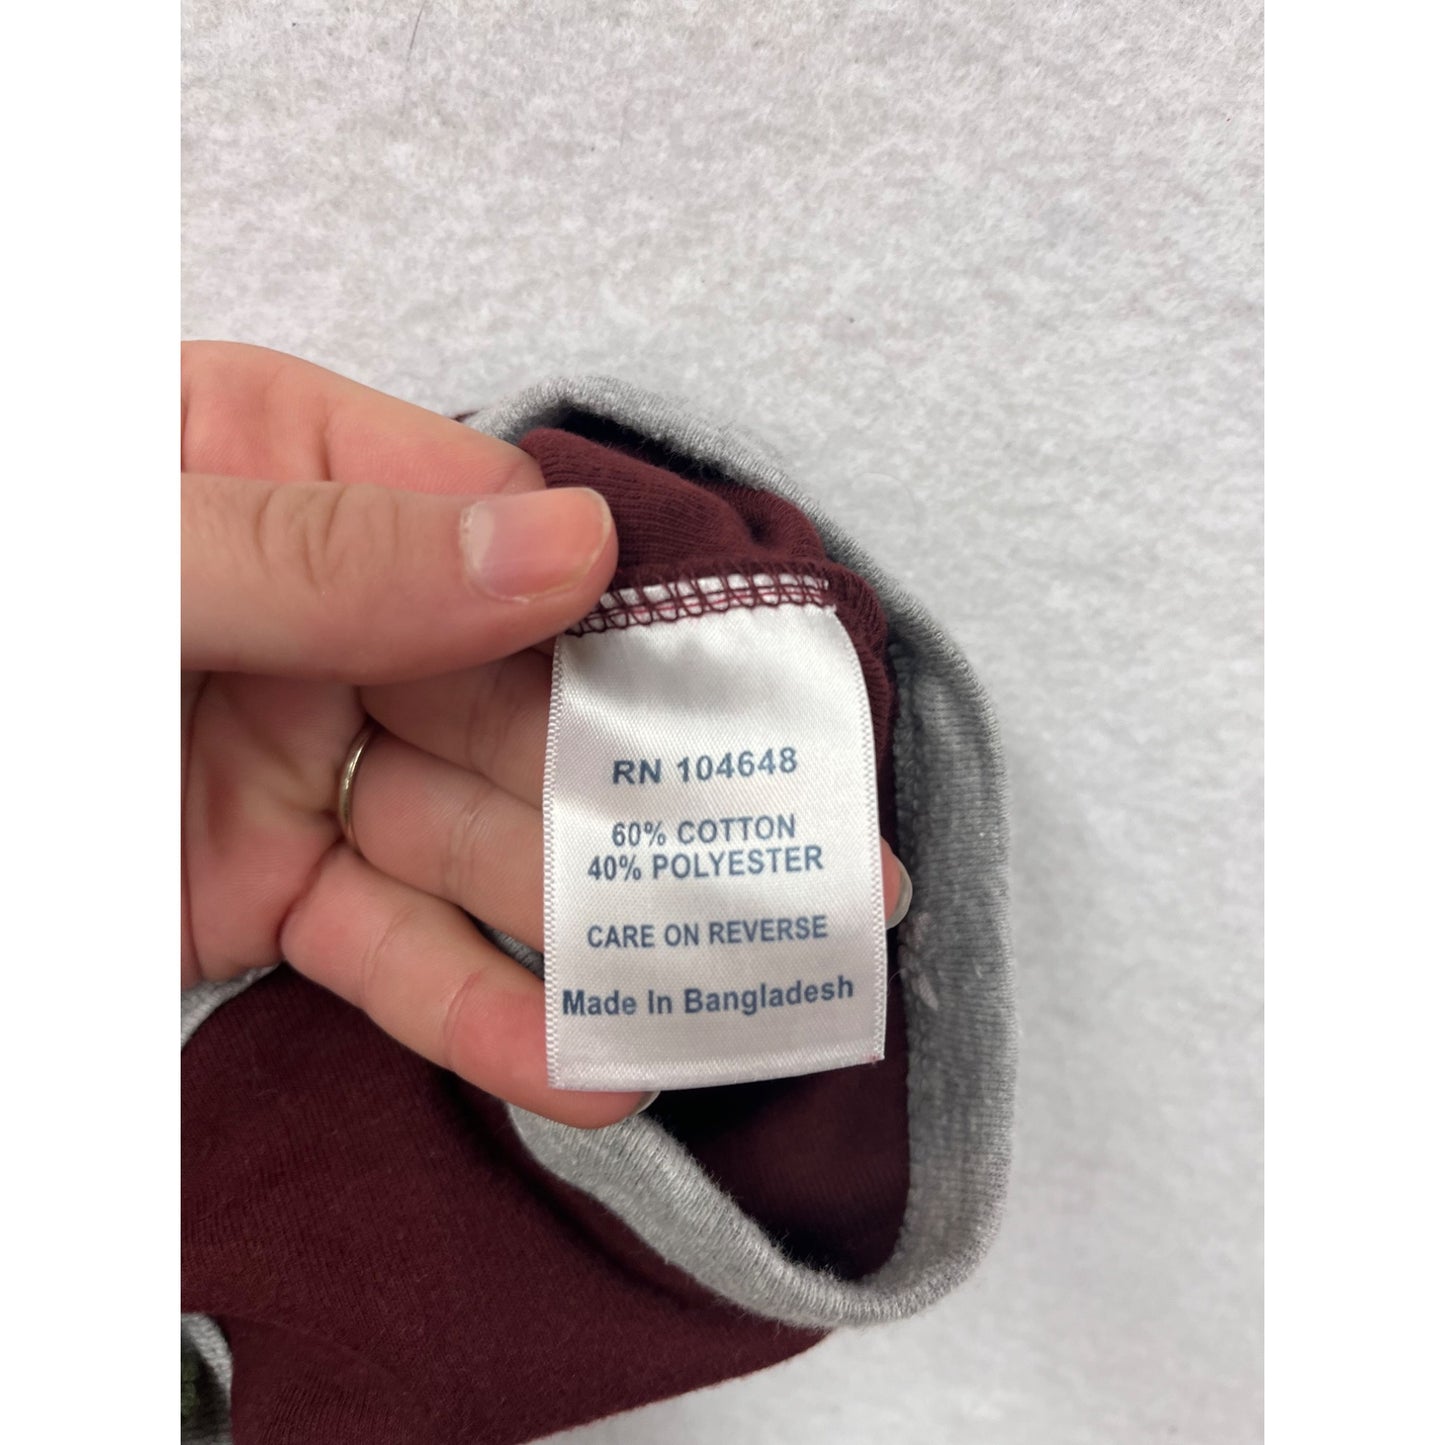 RN 104648
60% COTTON
40% POLYESTER
CARE ON REVERSE
Made In Bangladesh